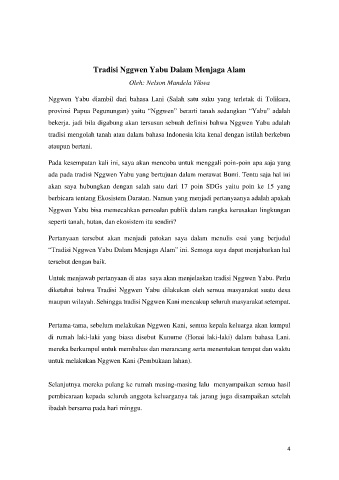 Tradisi Nggwen Yabu Dalam Menjaga Alam
Oleh: Nelson Mandela Yikwa
Nggwen Yabu diambil dari bahasa Lani (Salah satu suku yang terletak di Tolikara,
provinsi Papua Pegunungan) yaitu “Nggwen” berarti tanah sedangkan “Yabu” adalah
bekerja, jadi bila digabung akan tersusun sebuah definisi bahwa Nggwen Yabu adalah
tradisi mengolah tanah atau dalam bahasa Indonesia kita kenal dengan istilah berkebun
ataupun bertani.
Pada kesempatan kali ini, saya akan mencoba untuk menggali poin-poin apa saja yang
ada pada tradisi Nggwen Yabu yang bertujuan dalam merawat Bumi. Tentu saja hal ini
akan saya hubungkan dengan salah satu dari 17 poin SDGs yaitu poin ke 15 yang
berbicara tentang Ekosistem Daratan. Namun yang menjadi pertanyaanya adalah apakah
Nggwen Yabu bisa memecahkan persoalan publik dalam rangka kerusakan lingkungan
seperti tanah, hutan, dan ekosistem itu sendiri?
Pertanyaan tersebut akan menjadi patokan saya dalam menulis esai yang berjudul
“Tradisi Nggwen Yabu Dalam Menjaga Alam” ini. Semoga saya dapat menjabarkan hal
tersebut dengan baik.
Untuk menjawab pertanyaan di atas saya akan menjelaskan tradisi Nggwen Yabu. Perlu
diketahui bahwa Tradisi Nggwen Yabu dilakukan oleh semua masyarakat suatu desa
maupun wilayah. Sehingga tradisi Nggwen Kani mencakup seluruh masyarakat setempat.
Pertama-tama, sebelum melakukan Nggwen Kani, semua kepala keluarga akan kumpul
di rumah laki-laki yang biasa disebut Kunume (Honai laki-laki) dalam bahasa Lani,
mereka berkumpul untuk membahas dan merancang serta menentukan tempat dan waktu
untuk melakukan Nggwen Kani (Pembukaan lahan).
Selanjutnya mereka pulang ke rumah masing-masing lalu menyampaikan semua hasil
pembicaraan kepada seluruh anggota keluarganya tak jarang juga disampaikan setelah
ibadah bersama pada hari minggu.
4